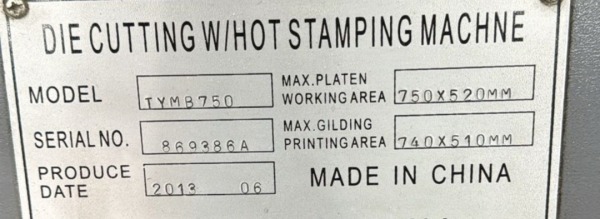 DIE CUTTING W/HOT STAMPING MACHNE
MODEL TYMB750
MAX.PLATEN WORKING AREA 750X520MM
SERIAL NO. 869386A
MAX.GILDING PRINTING AREA 740X510MM
PRODUCE DATE 2013 06
MADE IN CHINA